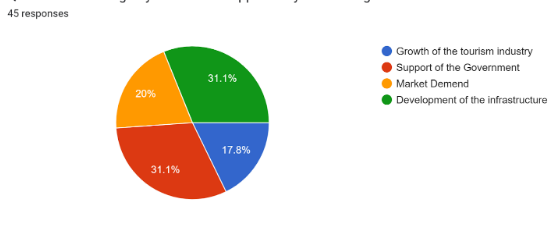 45 responses
31.1%
20%
17.8%
31.1%
Growth of the tourism industry
Support of the Government
Market Demend
Development of the infrastructure